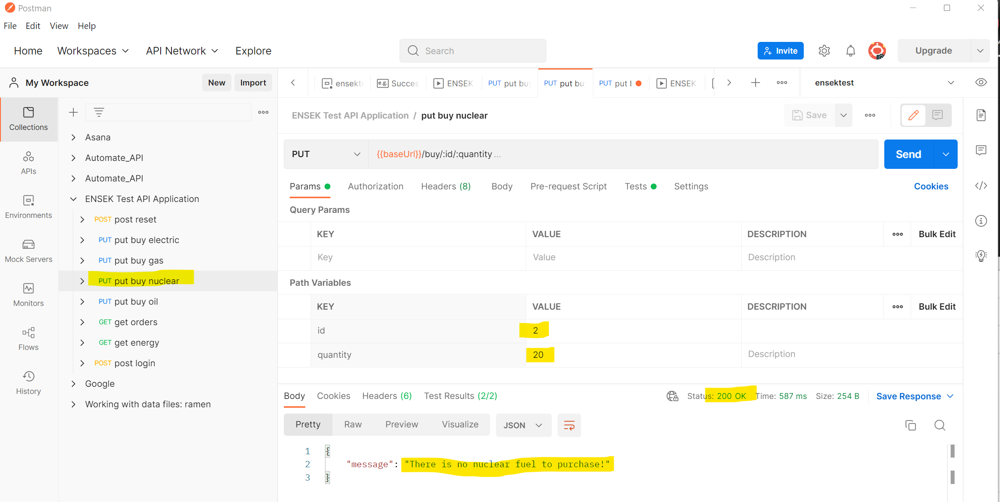 Postman
File Edit View Help
Home Workspaces API Network Explore Search Invite Upgrade
My Workspace New Import
ensekt e.g. Succes ENSEK PUT put bu PUT put bu PUT put ENSEK ensektest
Collections
APIs
Environments
Mock Servers
Monitors
Flows
History
Asana
Automate_API
Automate_API
ENSEK Test API Application
POST post reset
PUT put buy electric
PUT put buy gas
PUT put buy nuclear
PUT put buy oil
GET get orders
GET get energy
POST post login
Google
Working with data files: ramen
ENSEK Test API Application / put buy nuclear Save
PUT {{baseUrl}}/buy/:id/:quantity ... Send
Params Authorization Headers (8) Body Pre-request Script Tests Settings Cookies
Query Params
KEY VALUE DESCRIPTION Bulk Edit
Key Value Description
Path Variables
KEY VALUE DESCRIPTION Bulk Edit
id 2
quantity 20 Description
Body Cookies Headers (6) Test Results (2/2) Status: 200 OK Time: 587 ms Size: 254 B Save Response
Pretty Raw Preview Visualize JSON
1 {
2 "message": "There is no nuclear fuel to purchase!"
3 }